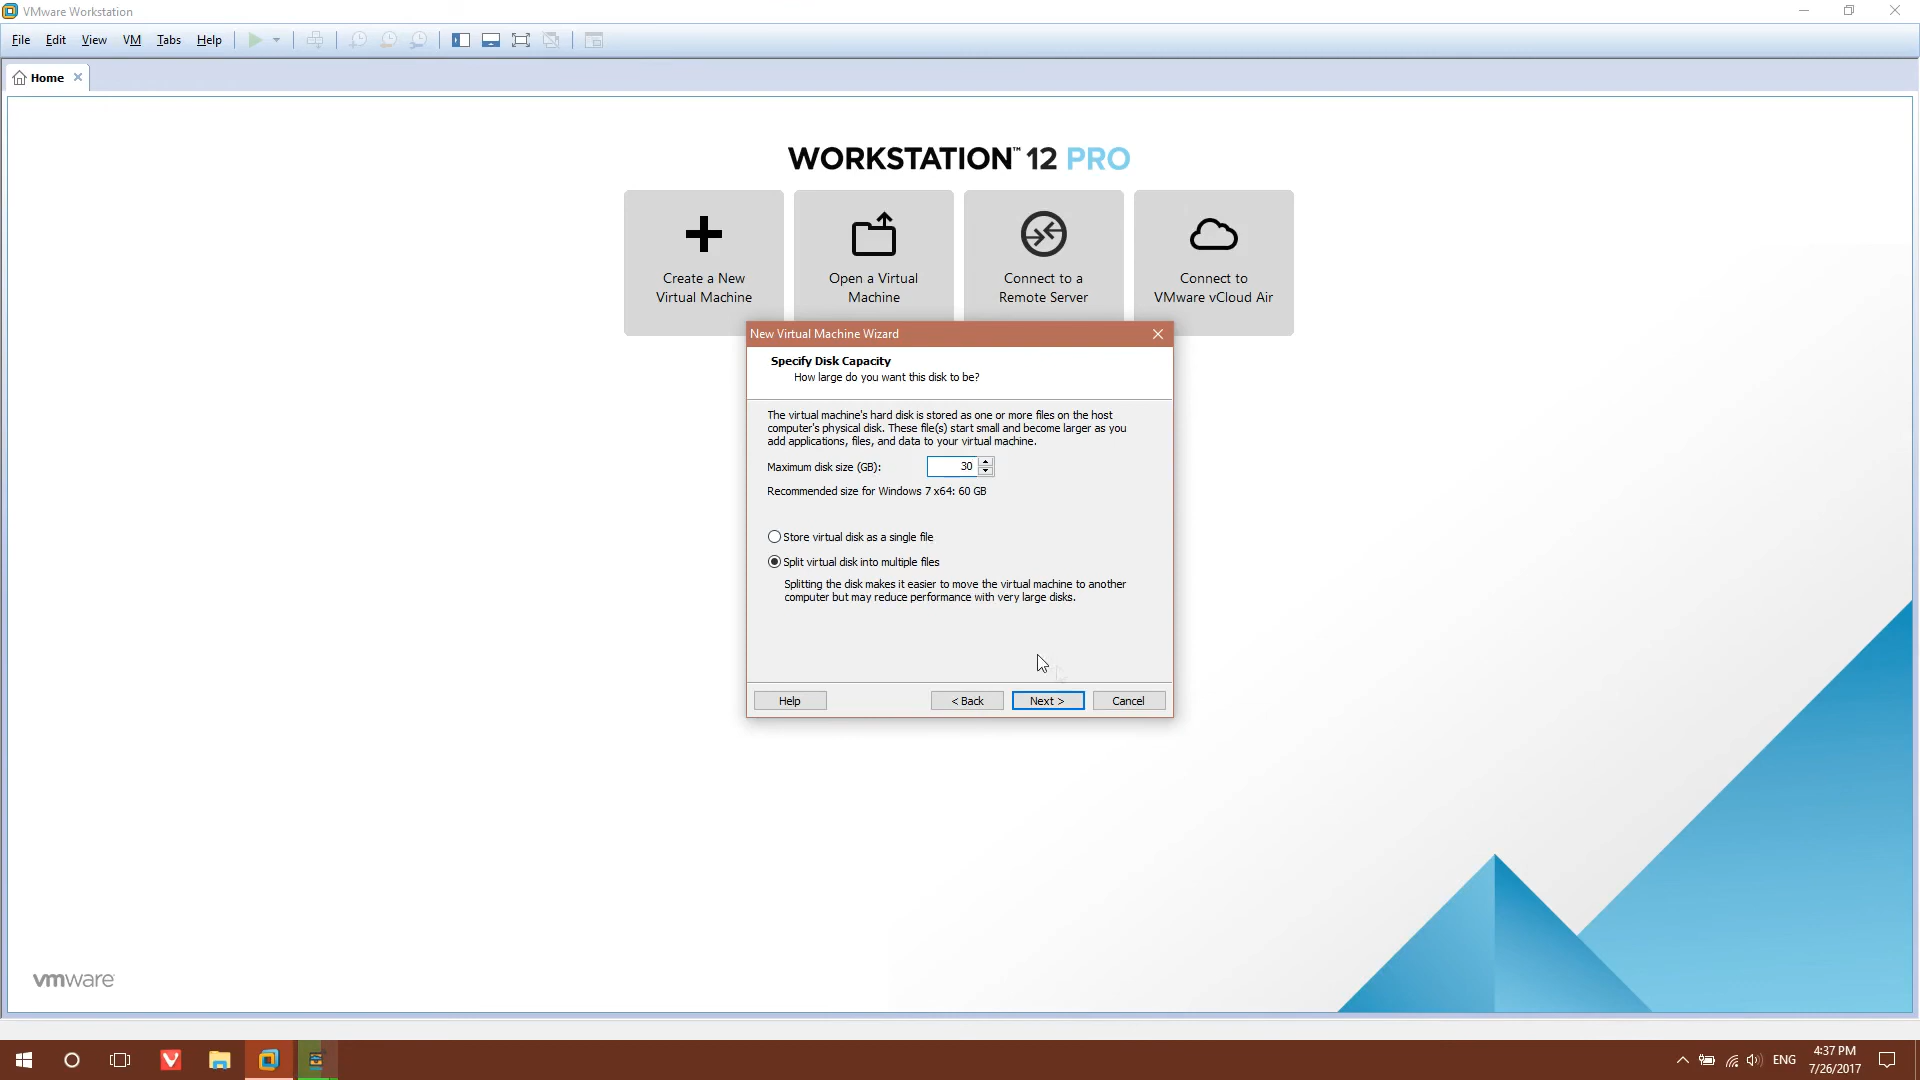 VMware Workstation
File Edit View VM Tabs Help
Home
WORKSTATION™ 12 PRO
Create a New
Virtual Machine
Open a Virtual
Machine
Connect to a
Remote Server
Connect to
VMware vCloud Air
New Virtual Machine Wizard
Specify Disk Capacity
How large do you want this disk to be?
The virtual machine's hard disk is stored as one or more files on the host
computer's physical disk. These file(s) start small and become larger as you
add applications, files, and data to your virtual machine.
Maximum disk size (GB): 30
Recommended size for Windows 7 x64: 60 GB
Store virtual disk as a single file
Split virtual disk into multiple files
Splitting the disk makes it easier to move the virtual machine to another
computer but may reduce performance with very large disks.
Help < Back Next > Cancel
vmware
ENG
4:37 PM
7/26/2017